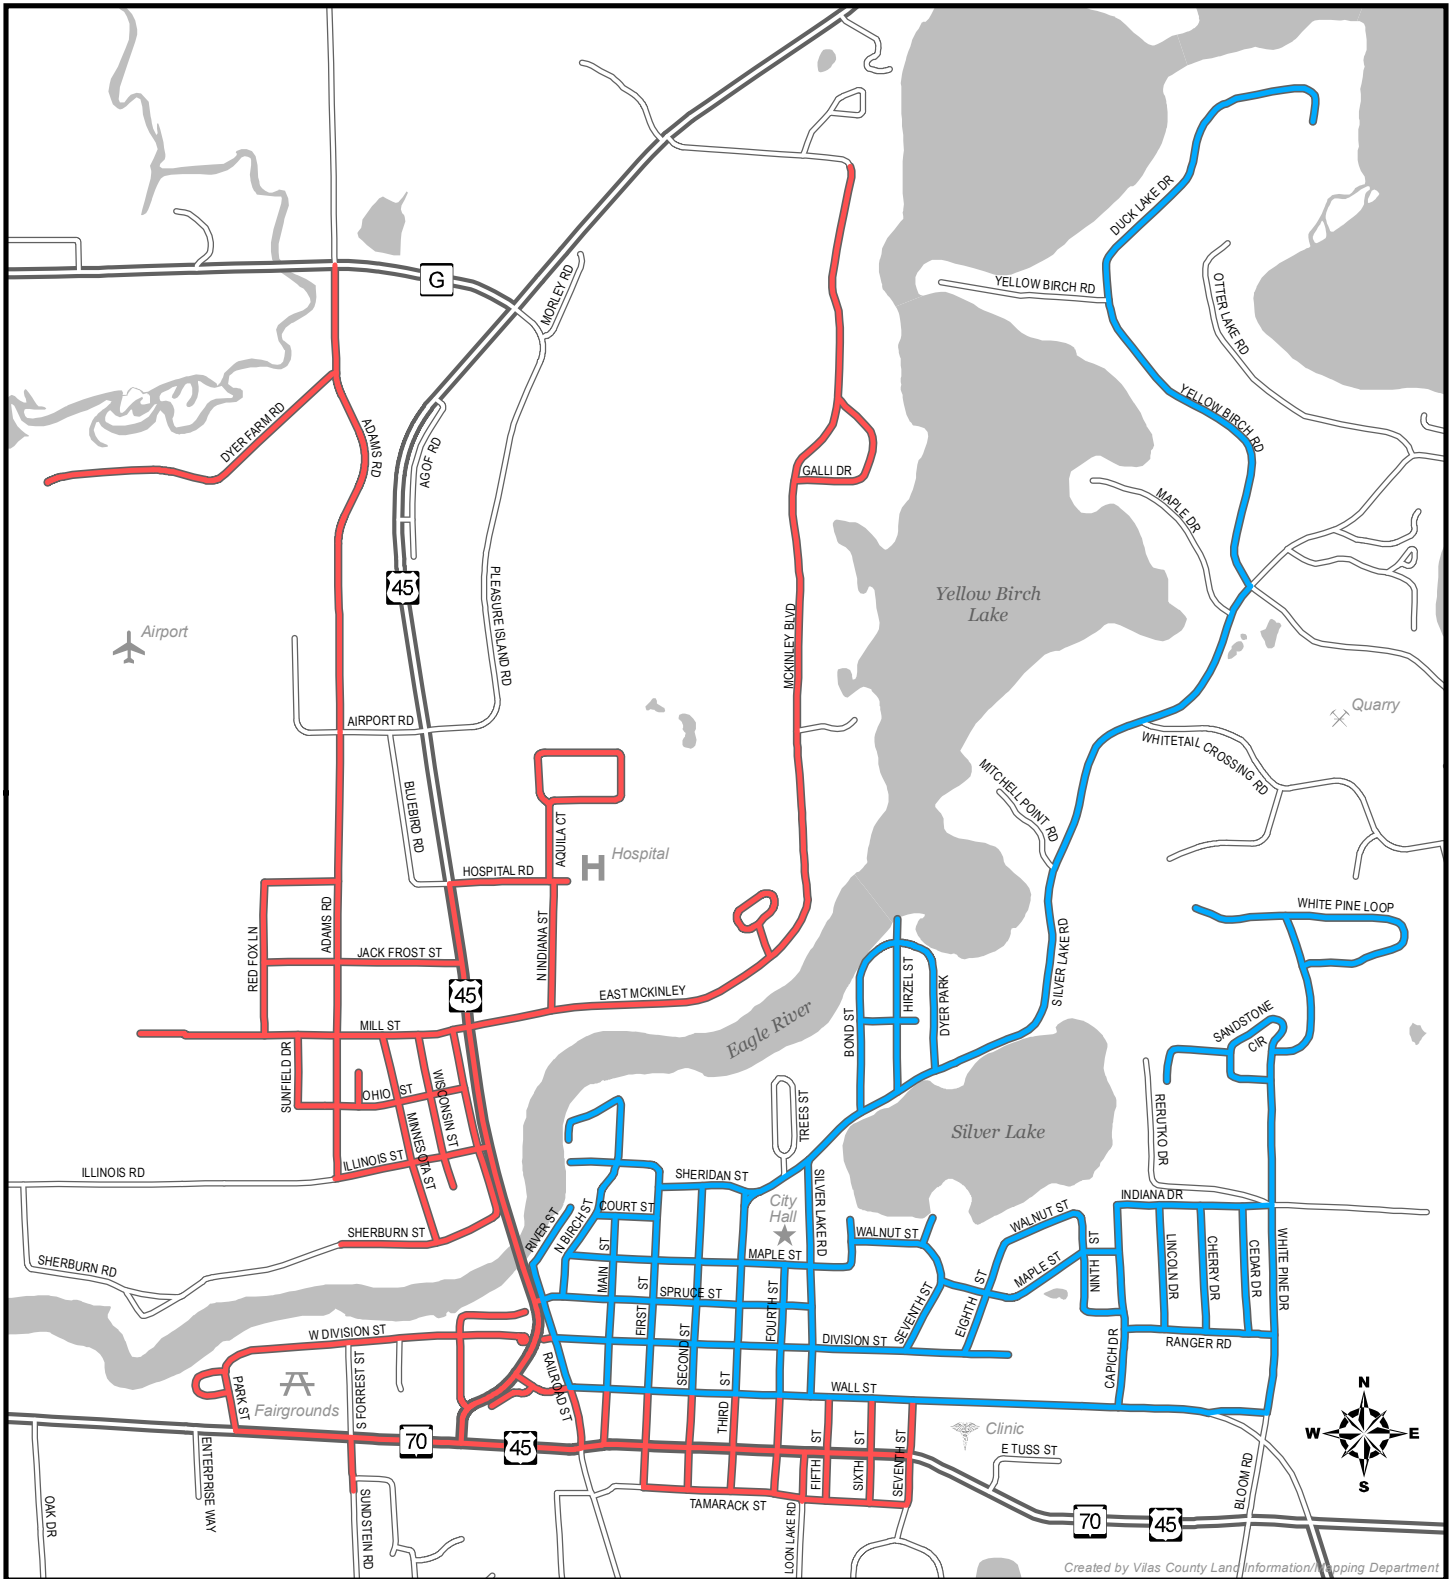 DUCK LAKE DR
YELLOW BIRCH RD
OTTER LAKE RD
G
MORLEY RD
YELLOW BIRCH RD
DYER FARM RD
ADAMS RD
AGOF RD
GALLI DR
MAPLE DR
45
PLEASURE ISLAND RD
Yellow Birch
Lake
Airport
MCKINLEY BLVD
AIRPORT RD
Quarry
WHITETAIL CROSSING RD
BLUEBIRD RD
MITCHELL POINT RD
AQUILA CT
H
Hospital
HOSPITAL RD
WHITE PINE LOOP
RED FOX LN
ADAMS RD
JACK FROST ST
N INDIANA ST
SILVER LAKE RD
HIRZEL ST
DYER PARK
BOND ST
45
EAST MCKINLEY
Eagle River
MILL ST
SANDSTONE
CIR
SUNFIELD DR
OHIO ST
WISCONSIN ST
MINNESOTA ST
TREES ST
Silver Lake
RERUTKO DR
ILLINOIS RD
ILLINOIS ST
SHERIDAN ST
SILVER LAKE RD
City
Hall
COURT ST
INDIANA DR
WALNUT ST
WALNUT ST
RIVER ST
N BIRCH ST
SHERBURN ST
SHERBURN RD
MAIN ST
MAPLE ST
MAPLE ST
NINTH ST
LINCOLN DR
CHERRY DR
CEDAR DR
WHITE PINE DR
SPRUCE ST
FIRST ST
SECOND ST
FOURTH ST
SEVENTH ST
EIGHTH ST
W DIVISION ST
DIVISION ST
RANGER RD
CAPICH DR
RAILROAD ST
PARK ST
Fairgrounds
S FORREST ST
WALL ST
THIRD ST
FIFTH ST
SIXTH ST
SEVENTH ST
Clinic
N
W
E
S
70
45
E TUSS ST
ENTERPRISE WAY
OAK DR
SUNDSTEIN RD
TAMARACK ST
LOON LAKE RD
BLOOM RD
70
45
Created by Vilas County Land Information/Mapping Department